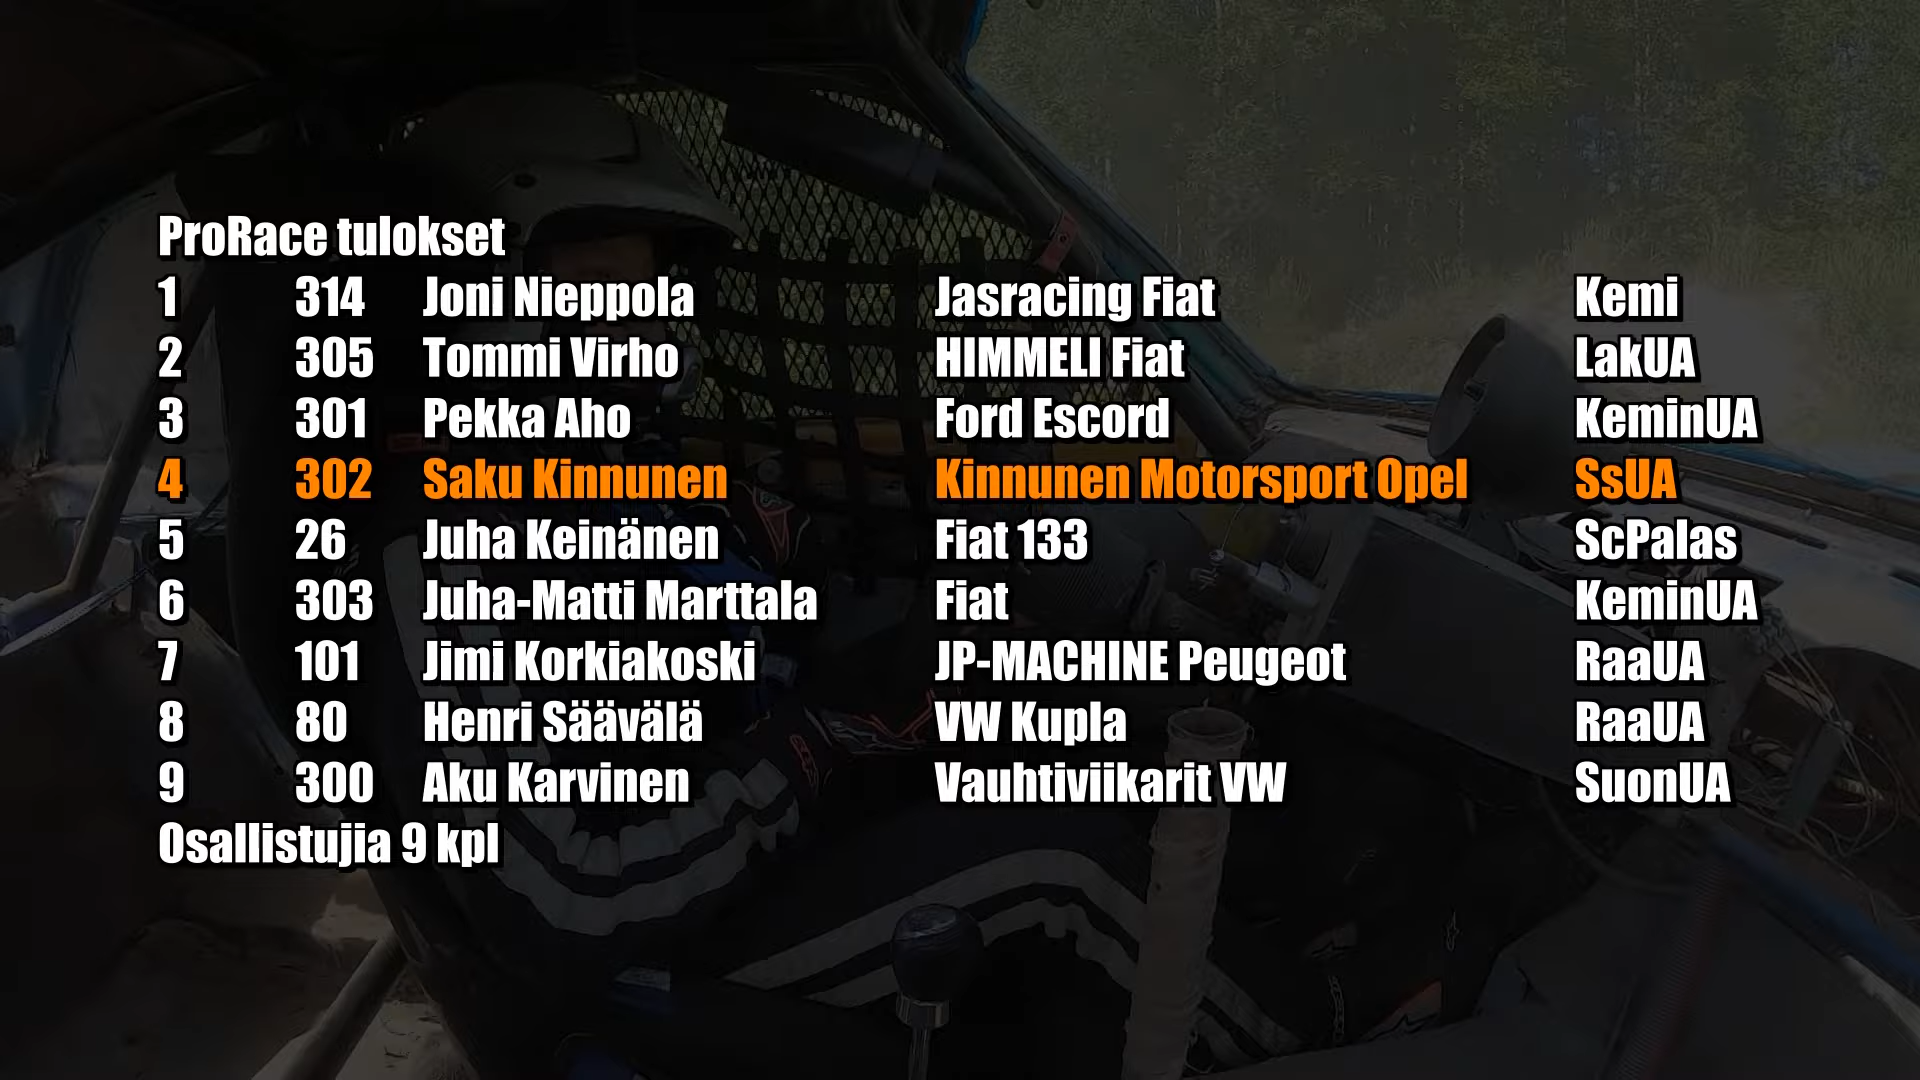 ProRace tulokset
1 314 Joni Nieppola Jasracing Fiat Kemi
2 305 Tommi Virho HIMMELI Fiat LakUA
3 301 Pekka Aho Ford Escord KeminUA
4 302 Saku Kinnunen Kinnunen Motorsport Opel SsUA
5 26 Juha Keinänen Fiat 133 ScPalas
6 303 Juha-Matti Marttala Fiat KeminUA
7 101 Jimi Korkiakoski JP-MACHINE Peugeot RaaUA
8 80 Henri Säävälä VW Kupla RaaUA
9 300 Aku Karvinen Vauhtiviikarit VW SuonUA
Osallistujia 9 kpl